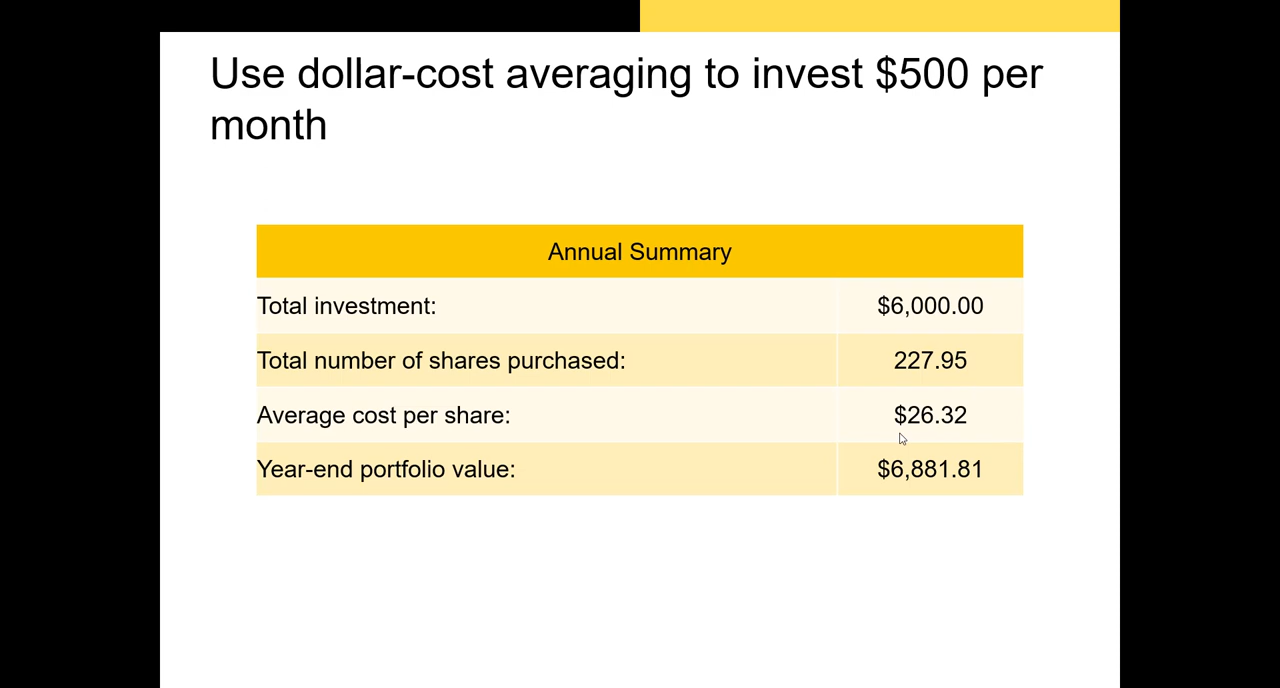 Use dollar-cost averaging to invest $500 per
month
Annual Summary
Total investment: $6,000.00
Total number of shares purchased: 227.95
Average cost per share: $26.32
Year-end portfolio value: $6,881.81